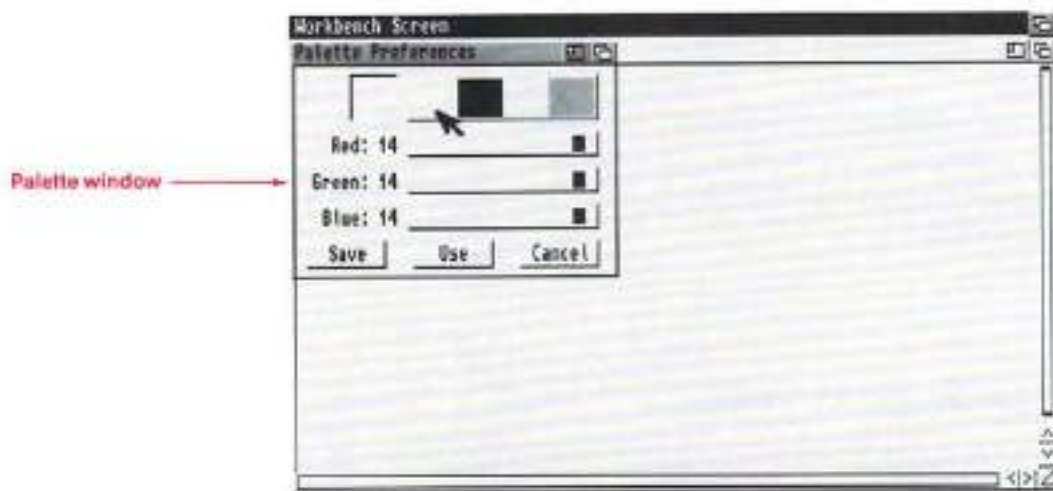 Workbench Screen
Palette Preferences
Red: 14
Palette window
Green: 14
Blue: 14
Save Use Cancel